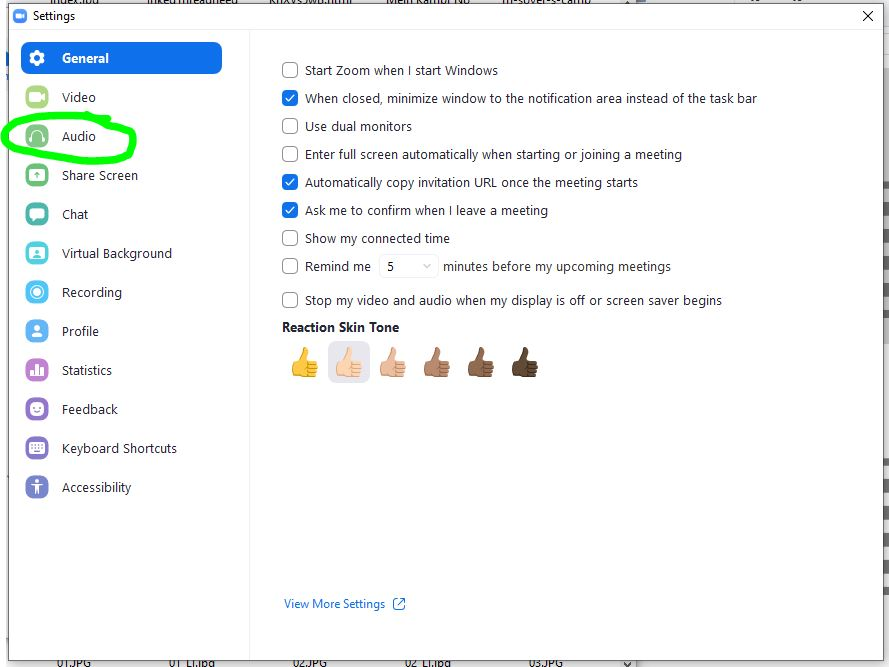 Settings
General
Video
Audio
Share Screen
Chat
Virtual Background
Recording
Profile
Statistics
Feedback
Keyboard Shortcuts
Accessibility
Start Zoom when I start Windows
When closed, minimize window to the notification area instead of the task bar
Use dual monitors
Enter full screen automatically when starting or joining a meeting
Automatically copy invitation URL once the meeting starts
Ask me to confirm when I leave a meeting
Show my connected time
Remind me 5 minutes before my upcoming meetings
Stop my video and audio when my display is off or screen saver begins
Reaction Skin Tone
View More Settings
01.JPG 01_Li.jpg 02.JPG 02_Li.jpg 03.JPG